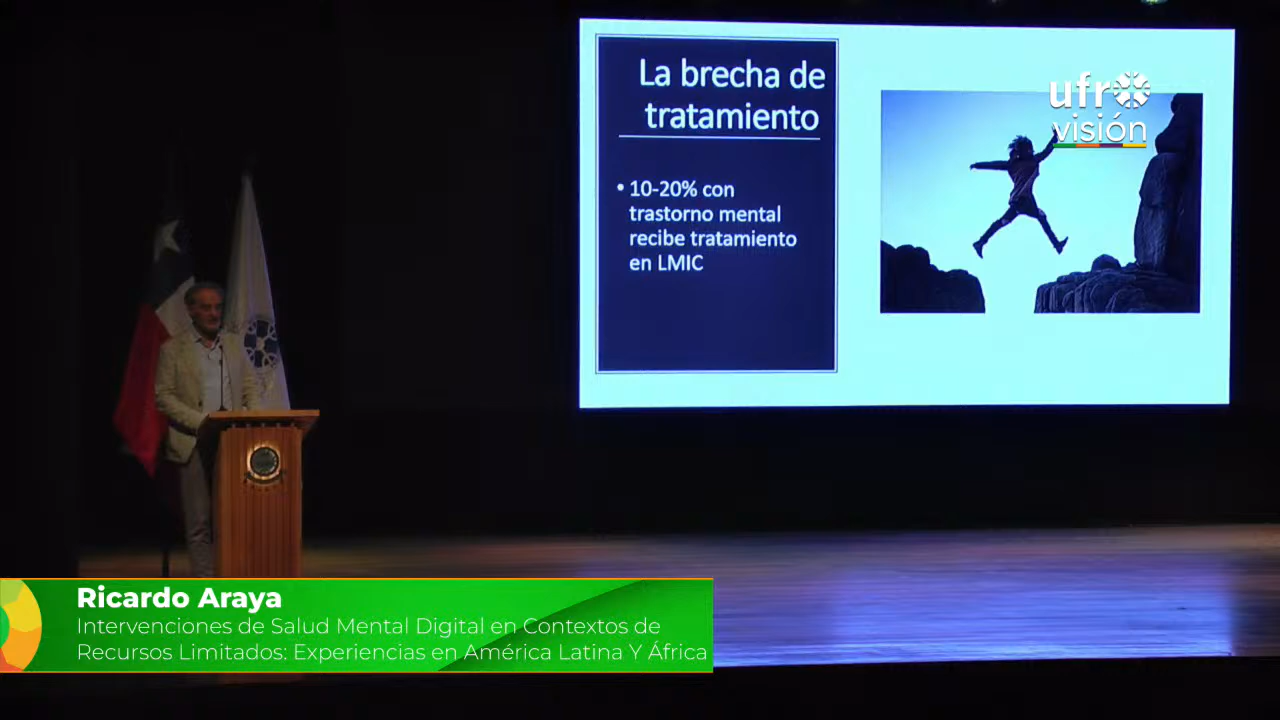 La brecha de
tratamiento
• 10-20% con
trastorno mental
recibe tratamiento
en LMIC
ufro
visión
Ricardo Araya
Intervenciones de Salud Mental Digital en Contextos de
Recursos Limitados: Experiencias en América Latina Y África